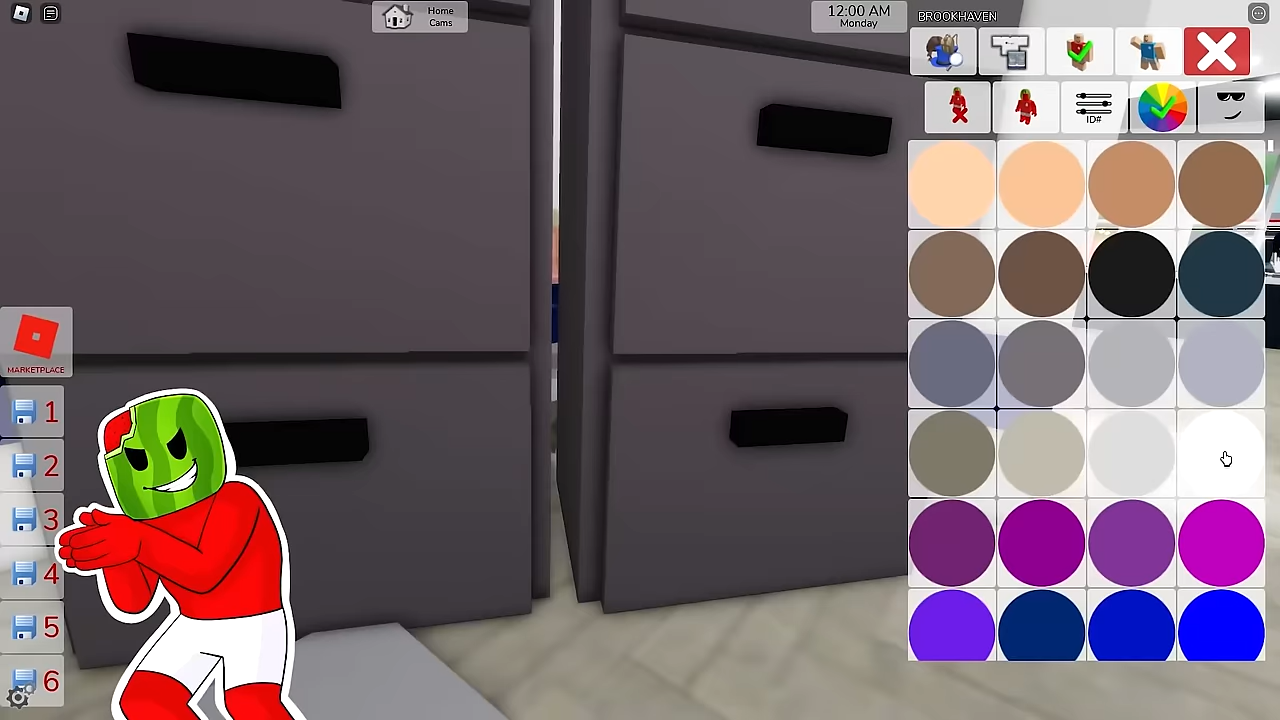 Home
Cams
12:00 AM
Monday
BROOKHAVEN
ID#
MARKETPLACE
1
2
3
4
5
6